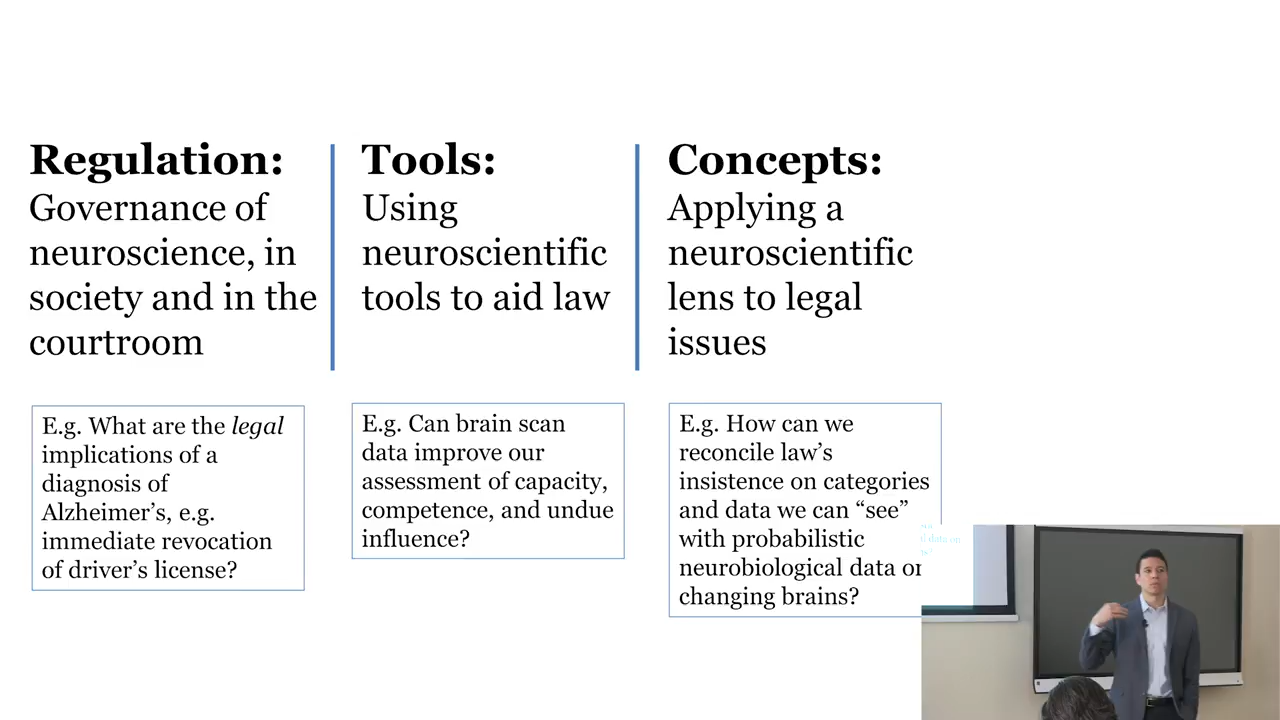 Regulation:
Governance of
neuroscience, in
society and in the
courtroom
E.g. What are the legal
implications of a
diagnosis of
Alzheimer's, e.g.
immediate revocation
of driver's license?
Tools:
Using
neuroscientific
tools to aid law
E.g. Can brain scan
data improve our
assessment of capacity,
competence, and undue
influence?
Concepts:
Applying a
neuroscientific
lens to legal
issues
E.g. How can we
reconcile law's
insistence on categories
and data we can “see”
with probabilistic
neurobiological data on
changing brains?
data on